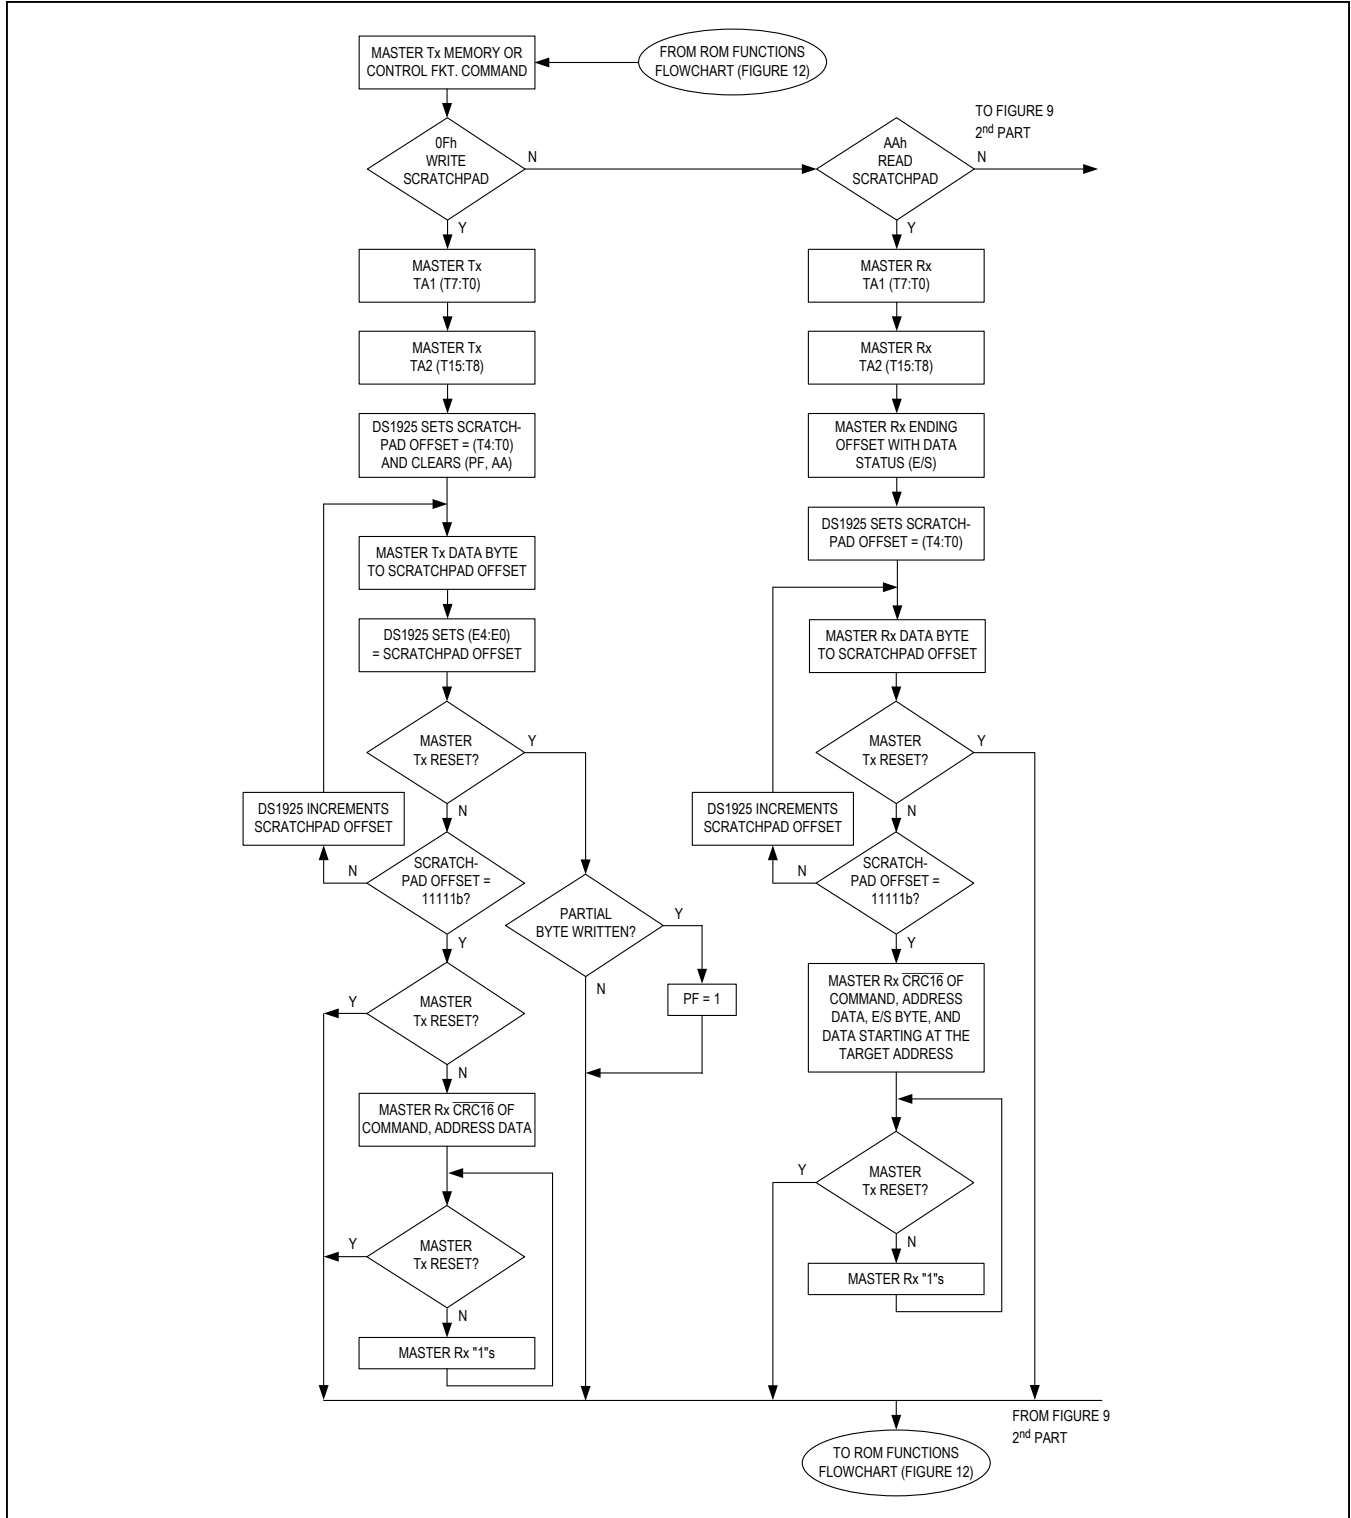 MASTER Tx MEMORY OR
CONTROL FKT. COMMAND
FROM ROM FUNCTIONS
FLOWCHART (FIGURE 12)
0Fh
WRITE
SCRATCHPAD
N
Y
AAh
READ
SCRATCHPAD
N
Y
TO FIGURE 9
2nd PART
MASTER Tx
TA1 (T7:T0)
MASTER Tx
TA2 (T15:T8)
DS1925 SETS SCRATCH-
PAD OFFSET = (T4:T0)
AND CLEARS (PF, AA)
MASTER Tx DATA BYTE
TO SCRATCHPAD OFFSET
DS1925 SETS (E4:E0)
= SCRATCHPAD OFFSET
MASTER
Tx RESET?
Y
N
DS1925 INCREMENTS
SCRATCHPAD OFFSET
N
SCRATCH-
PAD OFFSET =
11111b?
Y
PARTIAL
BYTE WRITTEN?
Y
N
PF = 1
Y
MASTER
Tx RESET?
N
MASTER Rx CRC16 OF
COMMAND, ADDRESS DATA
Y
MASTER
Tx RESET?
N
MASTER Rx "1"s
MASTER Rx
TA1 (T7:T0)
MASTER Rx
TA2 (T15:T8)
MASTER Rx ENDING
OFFSET WITH DATA
STATUS (E/S)
DS1925 SETS SCRATCH-
PAD OFFSET = (T4:T0)
MASTER Rx DATA BYTE
TO SCRATCHPAD OFFSET
MASTER
Tx RESET?
Y
N
DS1925 INCREMENTS
SCRATCHPAD OFFSET
N
SCRATCH-
PAD OFFSET =
11111b?
Y
MASTER Rx CRC16 OF
COMMAND, ADDRESS
DATA, E/S BYTE, AND
DATA STARTING AT THE
TARGET ADDRESS
Y
MASTER
Tx RESET?
N
MASTER Rx "1"s
FROM FIGURE 9
2nd PART
TO ROM FUNCTIONS
FLOWCHART (FIGURE 12)